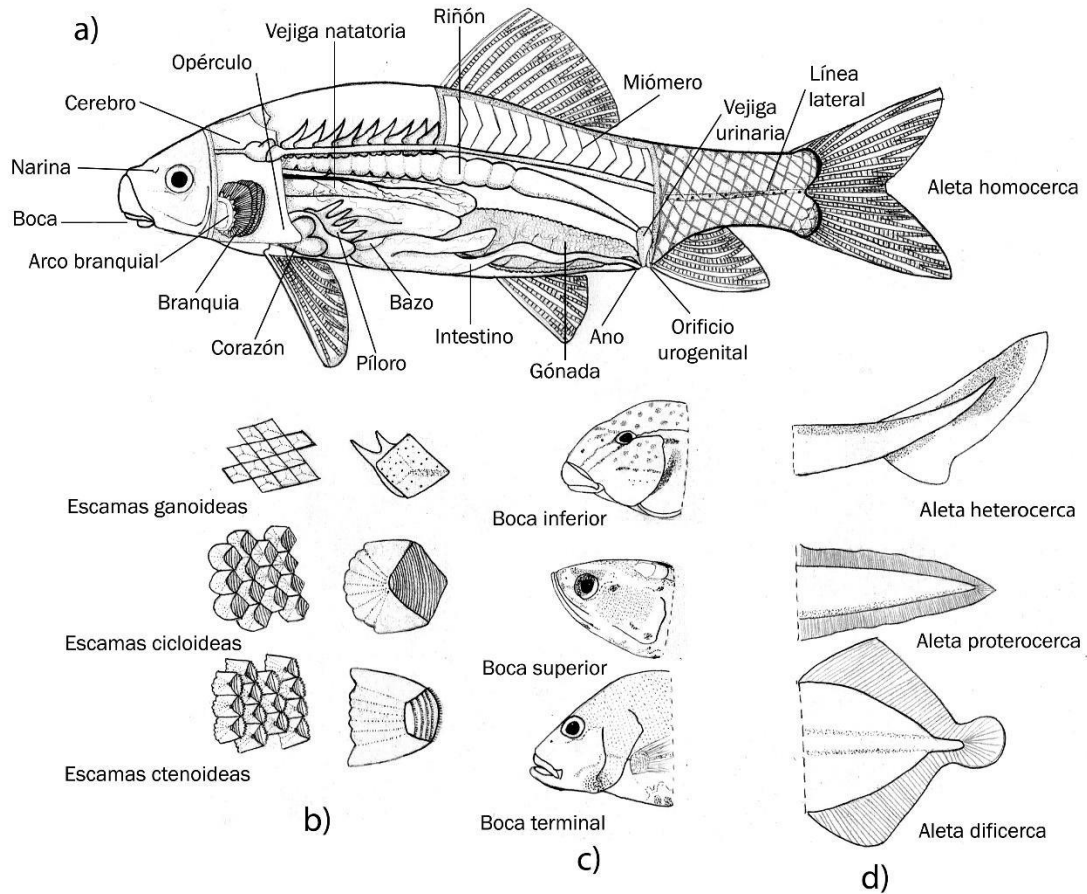 a)
Riñón
Vejiga natatoria
Opérculo
Cerebro
Miómero
Línea
lateral
Vejiga
urinaria
Narina
Aleta homocerca
Boca
Arco branquial
Branquia
Bazo
Corazón
Píloro
Intestino
Ano
Gónada
Orificio
urogenital
Escamas ganoideas
Escamas cicloideas
Escamas ctenoideas
b)
Boca inferior
Boca superior
Boca terminal
c)
Aleta heterocerca
Aleta proterocerca
Aleta dificerca
d)